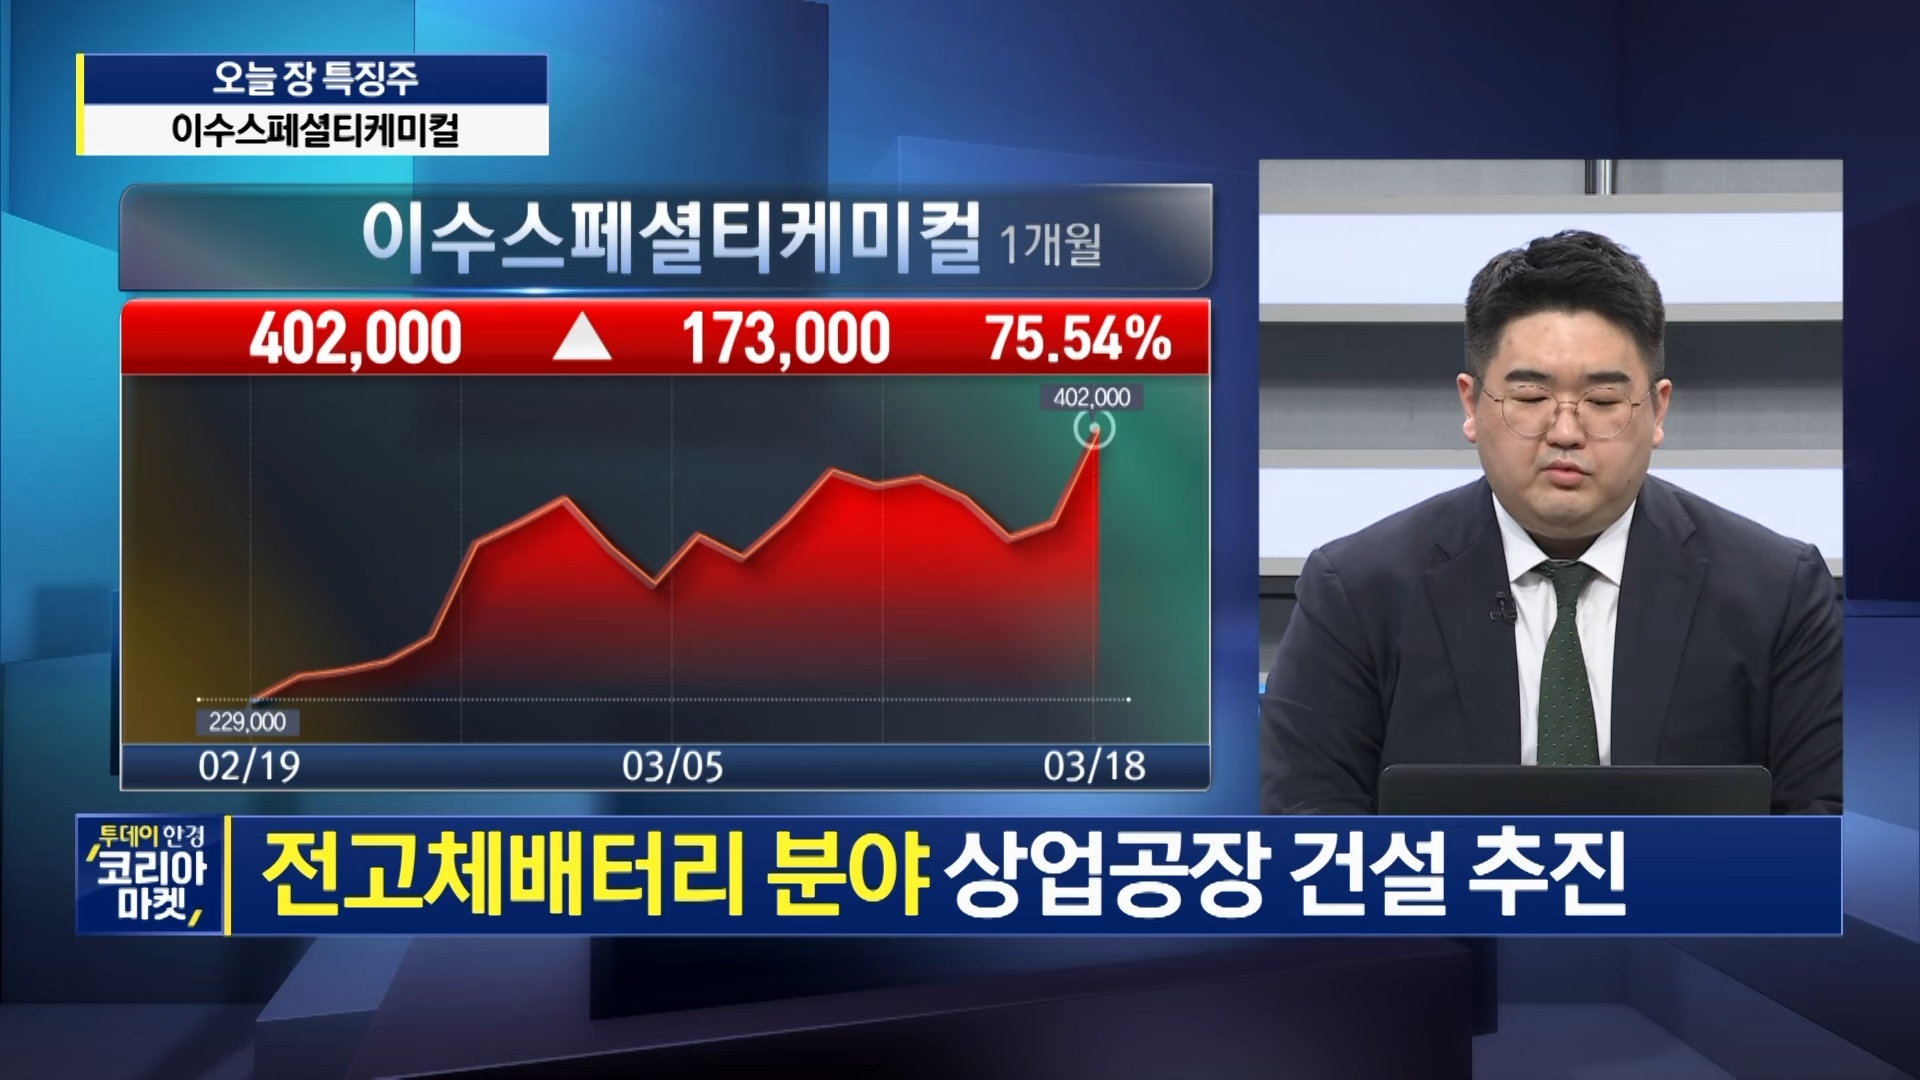 오늘 장 특징주
이수스페셜티케미컬
이수스페셜티케미컬 1개월
402,000 ▲ 173,000 75.54%
402,000
229,000
02/19 03/05 03/18
투데이 한경
코리아
마켓
전고체배터리 분야 상업공장 건설 추진